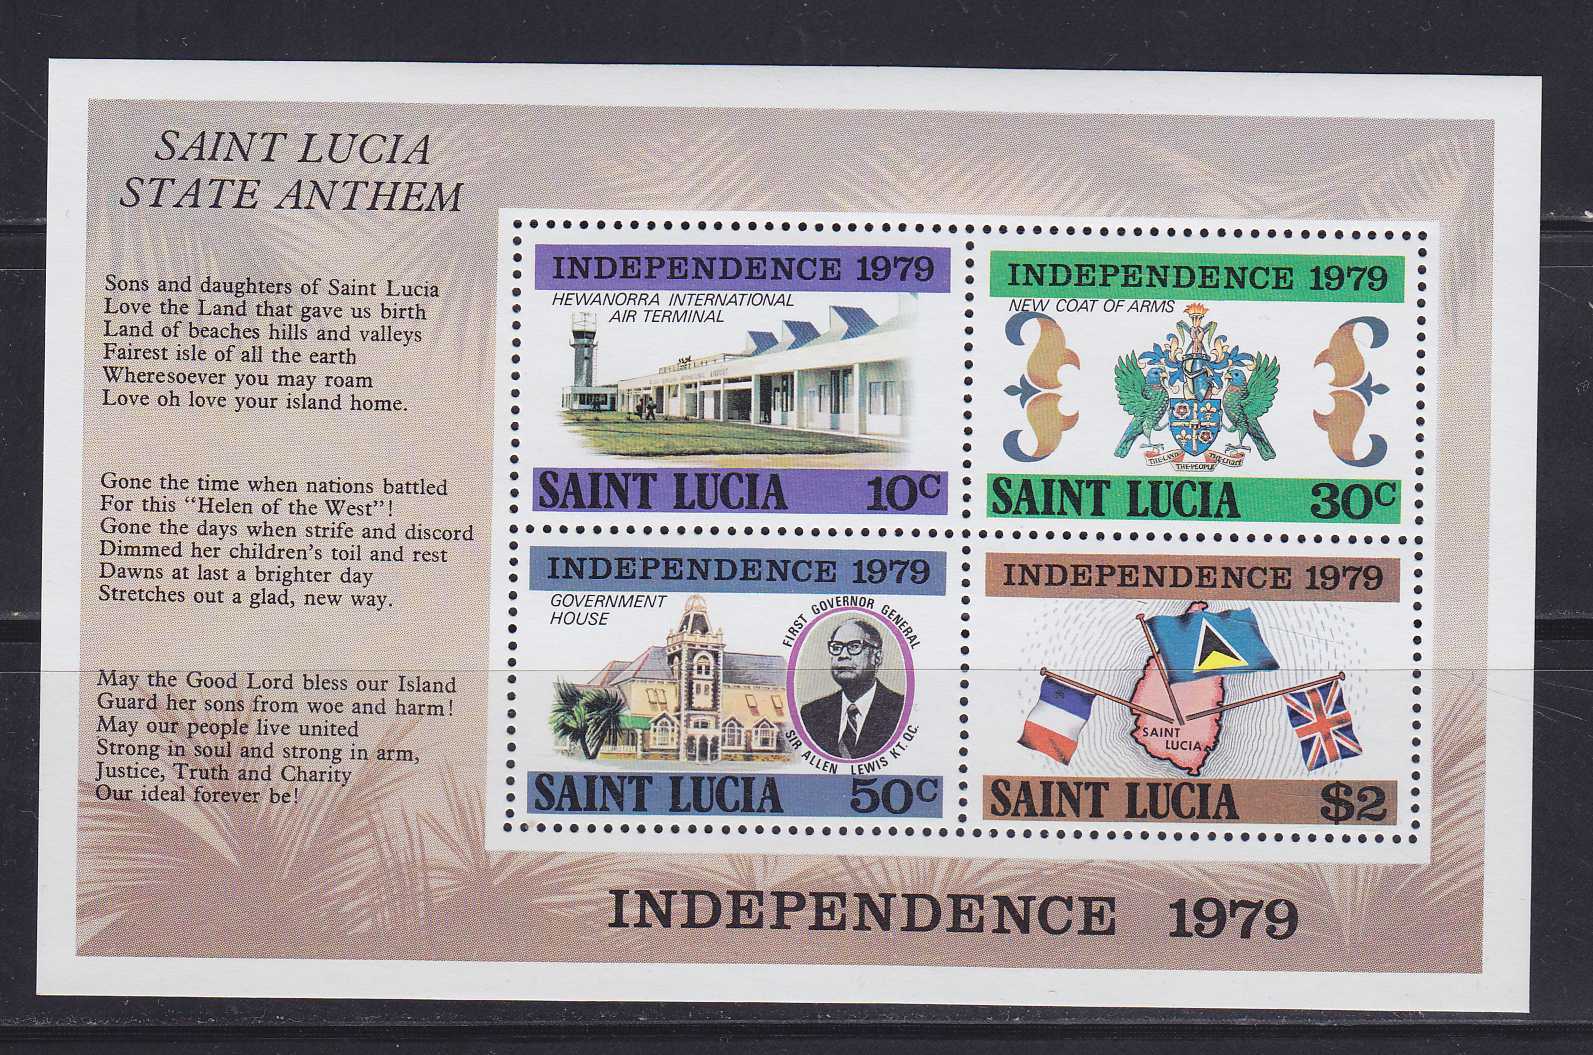 SAINT LUCIA
STATE ANTHEM
Sons and daughters of Saint Lucia
Love the Land that gave us birth
Land of beaches hills and valleys
Fairest isle of all the earth
Wheresoever you may roam
Love oh love your island home.
Gone the time when nations battled
For this “Helen of the West”!
Gone the days when strife and discord
Dimmed her children’s toil and rest
Dawns at last a brighter day
Stretches out a glad, new way.
May the Good Lord bless our Island
Guard her sons from woe and harm!
May our people live united
Strong in soul and strong in arm,
Justice, Truth and Charity
Our ideal forever be!
INDEPENDENCE 1979
HEWANORRA INTERNATIONAL
AIR TERMINAL
SAINT LUCIA 10C
INDEPENDENCE 1979
NEW COAT OF ARMS
THE·LAND THE·PEOPLE THE·LIGHT
SAINT LUCIA 30C
INDEPENDENCE 1979
GOVERNMENT
HOUSE
FIRST GOVERNOR GENERAL
SIR ALLEN LEWIS KT. QC.
SAINT LUCIA 50C
INDEPENDENCE 1979
SAINT
LUCIA
SAINT LUCIA $2
INDEPENDENCE 1979